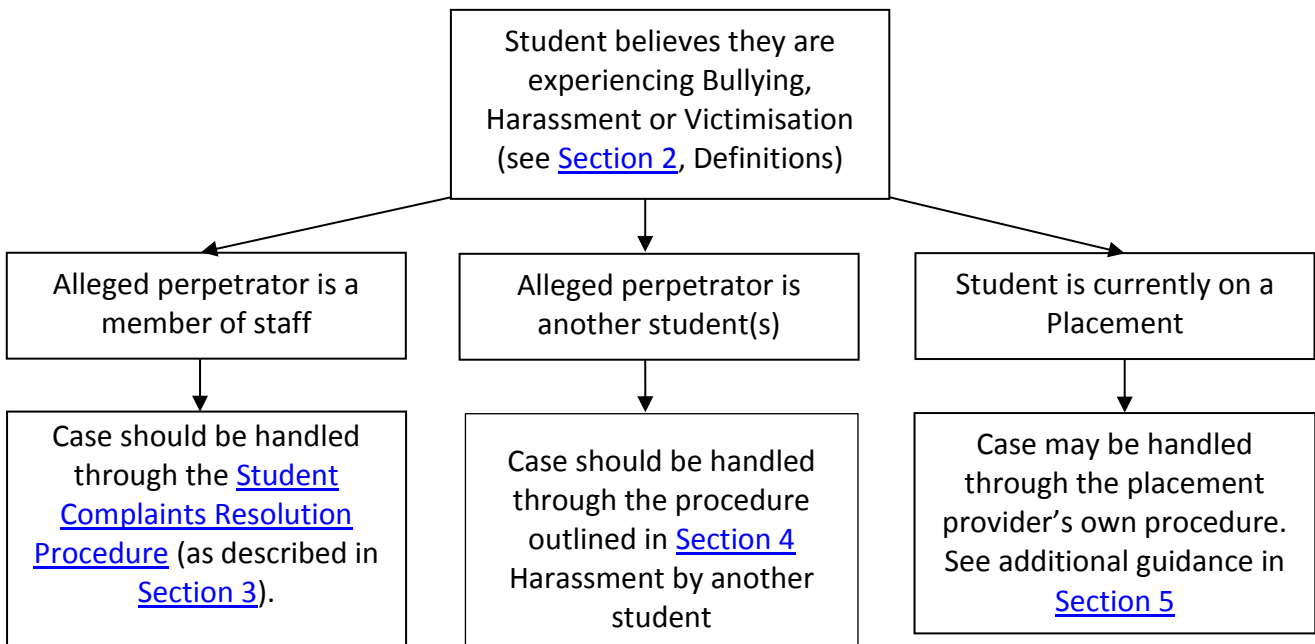 Student believes they are
experiencing Bullying,
Harassment or Victimisation
(see Section 2, Definitions)
Alleged perpetrator is a
member of staff
Alleged perpetrator is
another student(s)
Student is currently on a
Placement
Case should be handled
through the Student
Complaints Resolution
Procedure (as described in
Section 3).
Case should be handled
through the procedure
outlined in Section 4
Harassment by another
student
Case may be handled
through the placement
provider’s own procedure.
See additional guidance in
Section 5